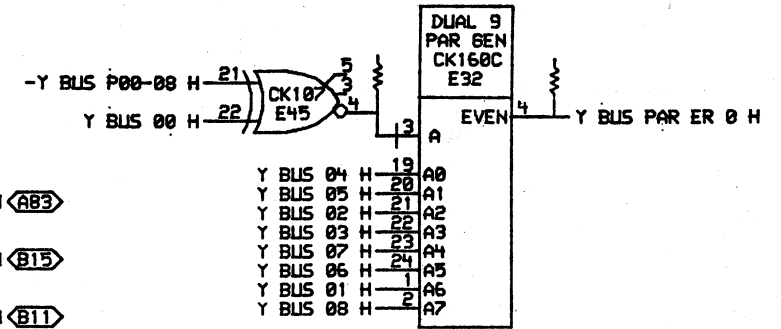 DUAL 9
PAR GEN
CK160C
E32
-Y BUS P00-08 H 21
Y BUS 00 H 22
CK107
E45
5
3
4
3
A
EVEN
4
Y BUS PAR ER 0 H
Y BUS 04 H 19 A0
Y BUS 05 H 20 A1
Y BUS 02 H 21 A2
Y BUS 03 H 22 A3
Y BUS 07 H 23 A4
Y BUS 06 H 24 A5
Y BUS 01 H 1 A6
Y BUS 08 H 2 A7
AB3
B15
B11